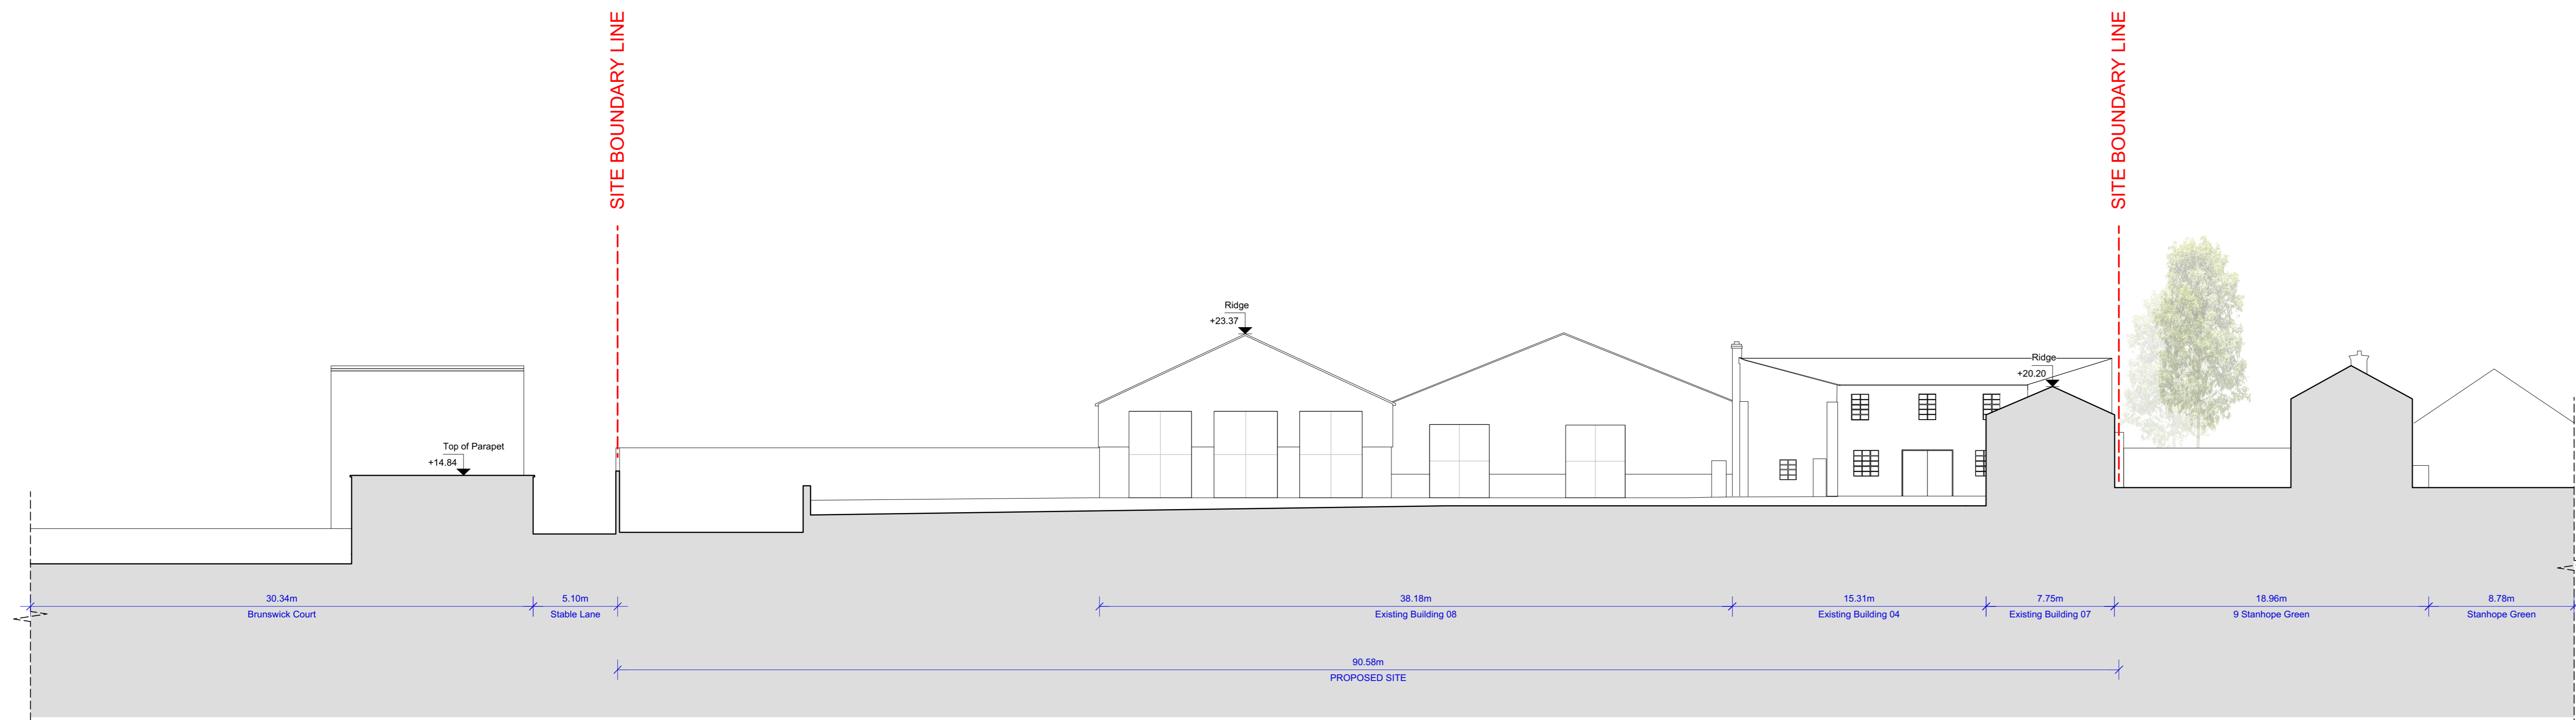 SITE BOUNDARY LINE
SITE BOUNDARY LINE
Ridge
+23.37
Ridge
+20.20
Top of Parapet
+14.84
30.34m
Brunswick Court
5.10m
Stable Lane
38.18m
Existing Building 08
15.31m
Existing Building 04
7.75m
Existing Building 07
18.96m
9 Stanhope Green
8.78m
Stanhope Green
90.58m
PROPOSED SITE